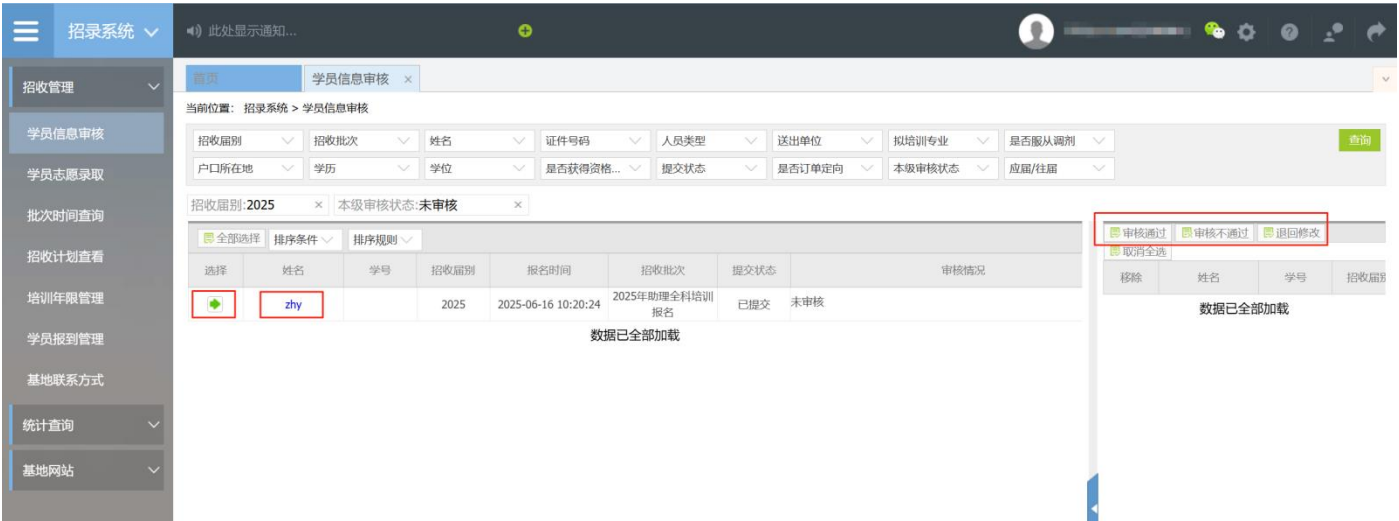 招录系统
此处显示通知...
招收管理
学员信息审核
学员志愿录取
批次时间查询
招收计划查看
培训年限管理
学员报到管理
基地联系方式
统计查询
基地网站
首页 学员信息审核 ×
当前位置： 招录系统 > 学员信息审核
招收届别 招收批次 姓名 证件号码 人员类型 送出单位 拟培训专业 是否服从调剂 查询
户口所在地 学历 学位 是否获得资格... 提交状态 是否订单定向 本级审核状态 应届/往届
招收届别:2025 × 本级审核状态:未审核 ×
全部选择 排序条件 排序规则
选择 姓名 学号 招收届别 报名时间 招收批次 提交状态 审核情况
zhy 2025 2025-06-16 10:20:24 2025年助理全科培训报名 已提交 未审核
数据已全部加载
审核通过 审核不通过 退回修改
取消全选
移除 姓名 学号 招收届别
数据已全部加载